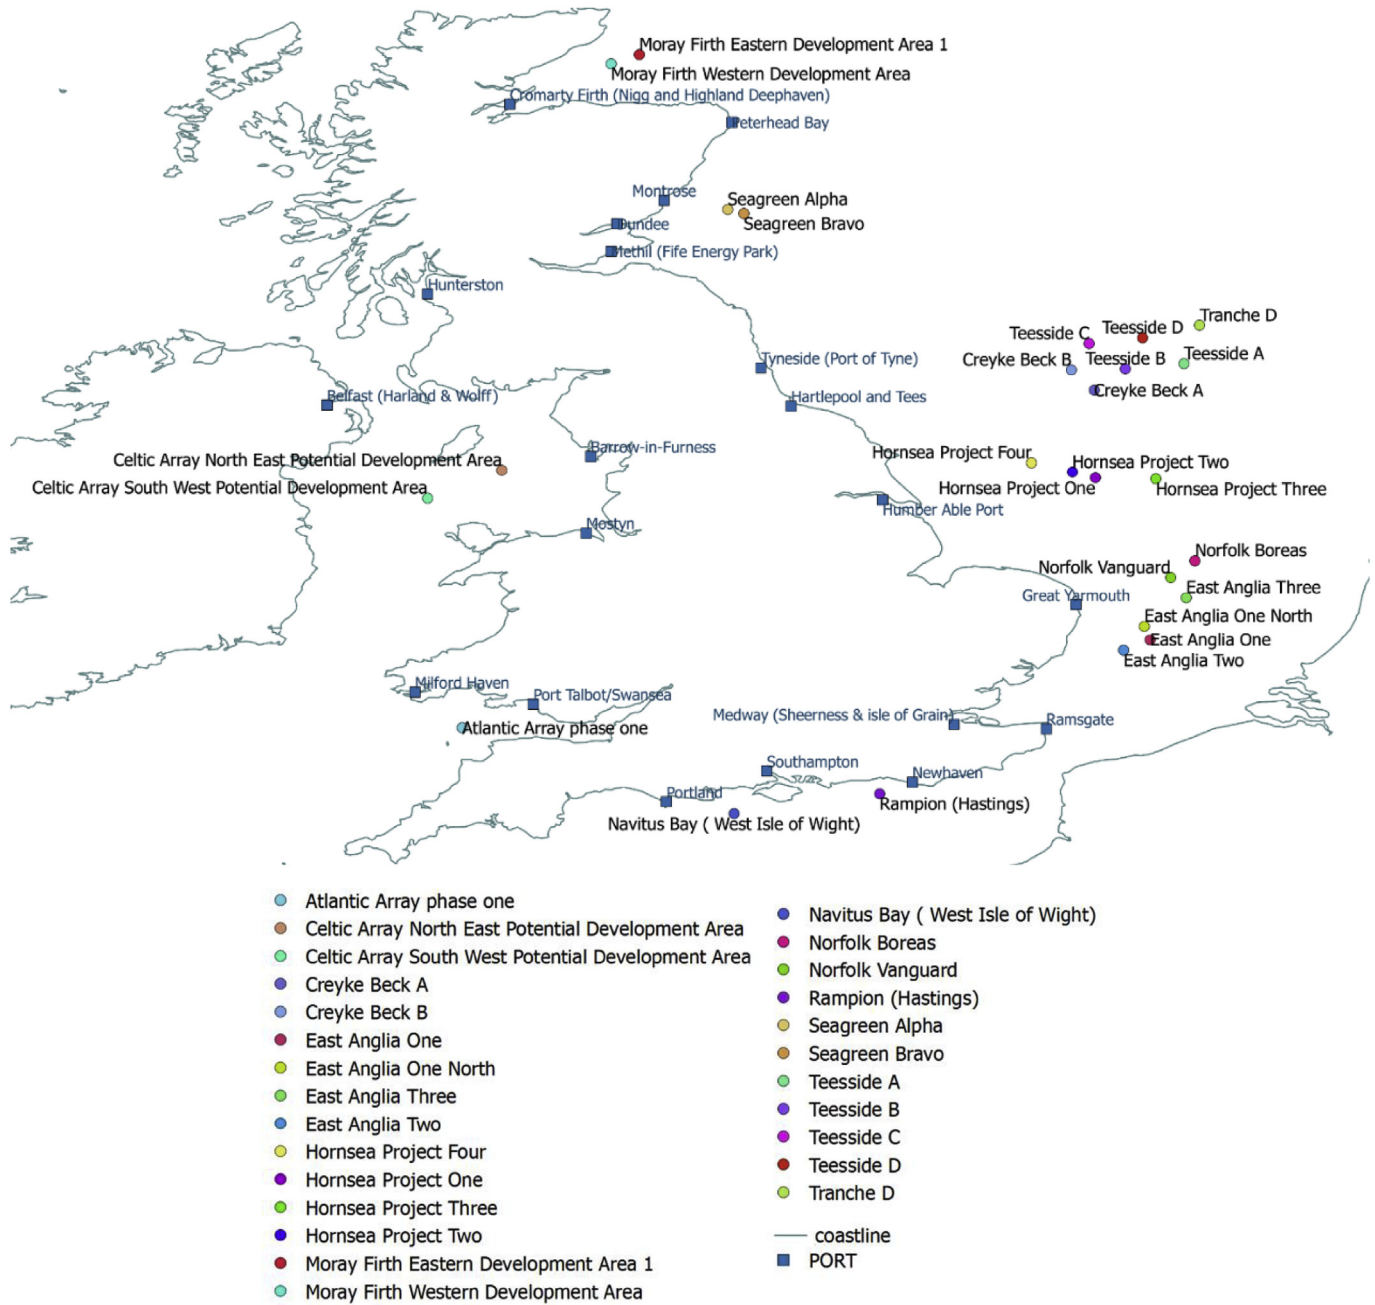 Moray Firth Eastern Development Area 1
Moray Firth Western Development Area
Cromarty Firth (Nigg and Highland Deephaven)
Peterhead Bay
Montrose
Seagreen Alpha
Dundee
Seagreen Bravo
Methil (Fife Energy Park)
Hunterston
Tranche D
Teesside C
Teesside D
Tyneside (Port of Tyne)
Creyke Beck B
Teesside B
Teesside A
Creyke Beck A
Belfast (Harland & Wolff)
Hartlepool and Tees
Barrow-in-Furness
Hornsea Project Four
Celtic Array North East Potential Development Area
Hornsea Project Two
Celtic Array South West Potential Development Area
Hornsea Project One
Hornsea Project Three
Humber Able Port
Mostyn
Norfolk Boreas
Norfolk Vanguard
East Anglia Three
Great Yarmouth
East Anglia One North
East Anglia One
East Anglia Two
Milford Haven
Port Talbot/Swansea
Medway (Sheerness & isle of Grain)
Ramsgate
Atlantic Array phase one
Southampton
Newhaven
Portland
Rampion (Hastings)
Navitus Bay ( West Isle of Wight)
Atlantic Array phase one
Celtic Array North East Potential Development Area
Celtic Array South West Potential Development Area
Creyke Beck A
Creyke Beck B
East Anglia One
East Anglia One North
East Anglia Three
East Anglia Two
Hornsea Project Four
Hornsea Project One
Hornsea Project Three
Hornsea Project Two
Moray Firth Eastern Development Area 1
Moray Firth Western Development Area
Navitus Bay ( West Isle of Wight)
Norfolk Boreas
Norfolk Vanguard
Rampion (Hastings)
Seagreen Alpha
Seagreen Bravo
Teesside A
Teesside B
Teesside C
Teesside D
Tranche D
coastline
PORT